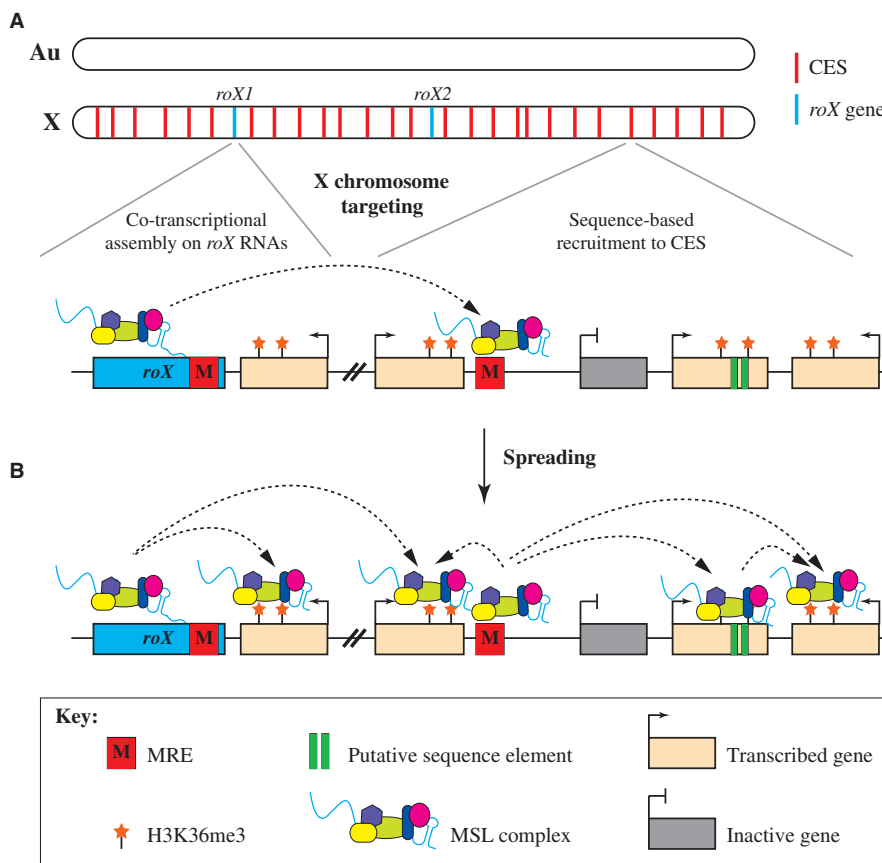 A
Au
roX1
roX2
X
CES
roX gene
X chromosome
targeting
Co-transcriptional
assembly on roX RNAs
Sequence-based
recruitment to CES
roX
M
M
Spreading
B
roX
M
M
Key:
M
MRE
Putative sequence element
Transcribed gene
H3K36me3
MSL complex
Inactive gene